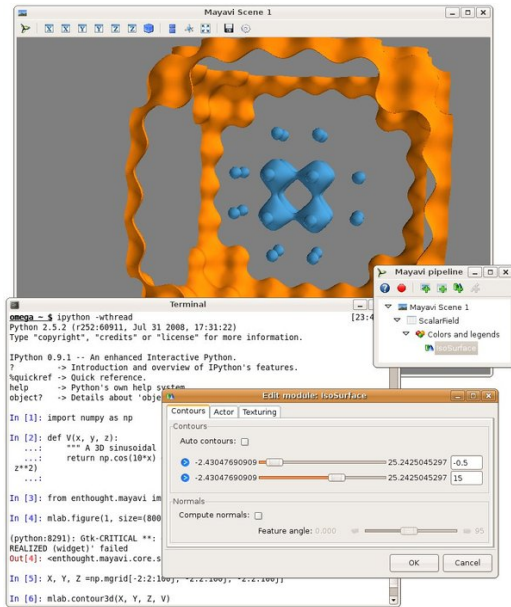 Mayavi Scene 1
Mayavi pipeline
Mayavi Scene 1
ScalarField
Colors and legends
IsoSurface
Terminal
omega ~ $ ipython -wthread [23:4
Python 2.5.2 (r252:60911, Jul 31 2008, 17:31:22)
Type "copyright", "credits" or "license" for more information.
IPython 0.9.1 -- An enhanced Interactive Python.
? -> Introduction and overview of IPython's features.
%quickref -> Quick reference.
help -> Python's own help system.
object? -> Details about 'obje
In [1]: import numpy as np
In [2]: def V(x, y, z):
...: """ A 3D sinusoidal
...: return np.cos(10*x)
z**2)
...:
In [3]: from enthought.mayavi im
In [4]: mlab.figure(1, size=(800
(python:8291): Gtk-CRITICAL **:
REALIZED (widget)' failed
Out[4]: <enthought.mayavi.core.s
In [5]: X, Y, Z =np.mgrid[-2:2:100j, -2:2:100j, -2:2:100j]
In [6]: mlab.contour3d(X, Y, Z, V)
Edit module: IsoSurface
Contours Actor Texturing
Contours
Auto contours:
-2.43047690909 25.2425045297 -0.5
-2.43047690909 25.2425045297 15
Normals
Compute normals:
Feature angle: 0.000 95
OK Cancel